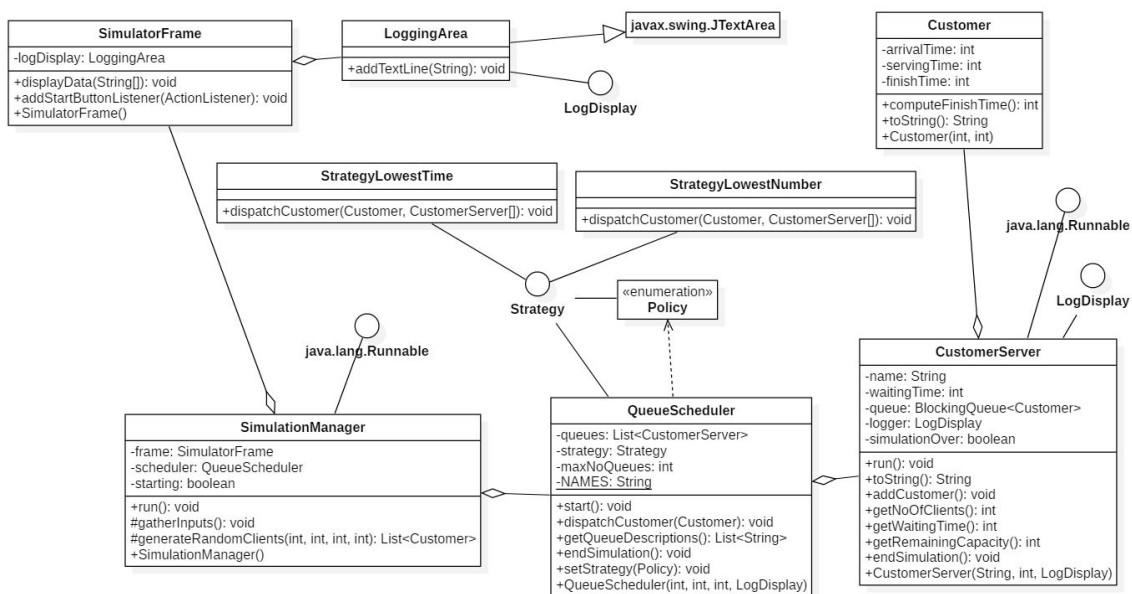 SimulatorFrame
-logDisplay: LoggingArea
+displayData(String[]): void
+addStartButtonListener(ActionListener): void
+SimulatorFrame()
LoggingArea
+addTextLine(String): void
javax.swing.JTextArea
LogDisplay
Customer
-arrivalTime: int
-servingTime: int
-finishTime: int
+computeFinishTime(): int
+toString(): String
+Customer(int, int)
StrategyLowestTime
+dispatchCustomer(Customer, CustomerServer[]): void
StrategyLowestNumber
+dispatchCustomer(Customer, CustomerServer[]): void
java.lang.Runnable
LogDisplay
Strategy
«enumeration»
Policy
java.lang.Runnable
SimulationManager
-frame: SimulatorFrame
-scheduler: QueueScheduler
-starting: boolean
+run(): void
#gatherInputs(): void
#generateRandomClients(int, int, int, int): List<Customer>
+SimulationManager()
QueueScheduler
-queues: List<CustomerServer>
-strategy: Strategy
-maxNoQueues: int
-NAMES: String
+start(): void
+dispatchCustomer(Customer): void
+getQueueDescriptions(): List<String>
+endSimulation(): void
+setStrategy(Policy): void
+QueueScheduler(int, int, int, LogDisplay)
CustomerServer
-name: String
-waitingTime: int
-queue: BlockingQueue<Customer>
-logger: LogDisplay
-simulationOver: boolean
+run(): void
+toString(): String
+addCustomer(): void
+getNoOfClients(): int
+getWaitingTime(): int
+getRemainingCapacity(): int
+endSimulation(): void
+CustomerServer(String, int, LogDisplay)